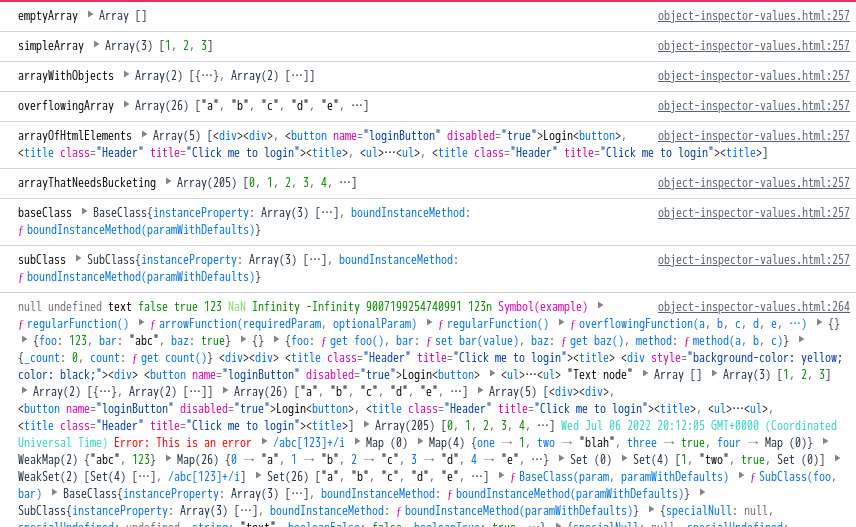 emptyArray ▶ Array [] object-inspector-values.html:257
simpleArray ▶ Array(3) [1, 2, 3] object-inspector-values.html:257
arrayWithObjects ▶ Array(2) [{⋯}, Array(2) [⋯]] object-inspector-values.html:257
overflowingArray ▶ Array(26) ["a", "b", "c", "d", "e", ⋯] object-inspector-values.html:257
arrayOfHtmlElements ▶ Array(5) [<div><div>, <button name="loginButton" disabled="true">Login<button>, object-inspector-values.html:257
<title class="Header" title="Click me to login"><title>, <ul>⋯<ul>, <title class="Header" title="Click me to login"><title>]
arrayThatNeedsBucketing ▶ Array(205) [0, 1, 2, 3, 4, ⋯] object-inspector-values.html:257
baseClass ▶ BaseClass{instanceProperty: Array(3) [⋯], boundInstanceMethod: object-inspector-values.html:257
ƒ boundInstanceMethod(paramWithDefaults)}
subClass ▶ SubClass{instanceProperty: Array(3) [⋯], boundInstanceMethod: object-inspector-values.html:257
ƒ boundInstanceMethod(paramWithDefaults)}
null undefined text false true 123 NaN Infinity -Infinity 9007199254740991 123n Symbol(example) ▶ object-inspector-values.html:264
ƒ regularFunction() ▶ ƒ arrowFunction(requiredParam, optionalParam) ▶ ƒ regularFunction() ▶ ƒ overflowingFunction(a, b, c, d, e, ⋯) ▶ {}
▶ {foo: 123, bar: "abc", baz: true} ▶ {} ▶ {foo: ƒ get foo(), bar: ƒ set bar(value), baz: ƒ get baz(), method: ƒ method(a, b, c)} ▶
{_count: 0, count: ƒ get count()} <div><div> <title class="Header" title="Click me to login"><title> <div style="background-color: yellow;
color: black;"><div> <button name="loginButton" disabled="true">Login<button> ▶ <ul>⋯<ul> "Text node" ▶ Array [] ▶ Array(3) [1, 2, 3]
▶ Array(2) [{⋯}, Array(2) [⋯]] ▶ Array(26) ["a", "b", "c", "d", "e", ⋯] ▶ Array(5) [<div><div>,
<button name="loginButton" disabled="true">Login<button>, <title class="Header" title="Click me to login"><title>, <ul>⋯<ul>,
<title class="Header" title="Click me to login"><title>] ▶ Array(205) [0, 1, 2, 3, 4, ⋯] Wed Jul 06 2022 20:12:05 GMT+0000 (Coordinated
Universal Time) Error: This is an error ▶ /abc[123]+/i ▶ Map (0) ▶ Map(4) {one → 1, two → "blah", three → true, four → Map (0)} ▶
WeakMap(2) {"abc", 123} ▶ Map(26) {0 → "a", 1 → "b", 2 → "c", 3 → "d", 4 → "e", ⋯} ▶ Set (0) ▶ Set(4) [1, "two", true, Set (0)] ▶
WeakSet(2) [Set(4) [⋯], /abc[123]+/i] ▶ Set(26) ["a", "b", "c", "d", "e", ⋯] ▶ ƒ BaseClass(param, paramWithDefaults) ▶ ƒ SubClass(foo,
bar) ▶ BaseClass{instanceProperty: Array(3) [⋯], boundInstanceMethod: ƒ boundInstanceMethod(paramWithDefaults)} ▶
SubClass{instanceProperty: Array(3) [⋯], boundInstanceMethod: ƒ boundInstanceMethod(paramWithDefaults)} ▶ {specialNull: null,
specialUndefined: undefined, string: "text", booleanFalse: false, booleanTrue: true, ⋯} ▶ {specialNull: null, specialUndefined: